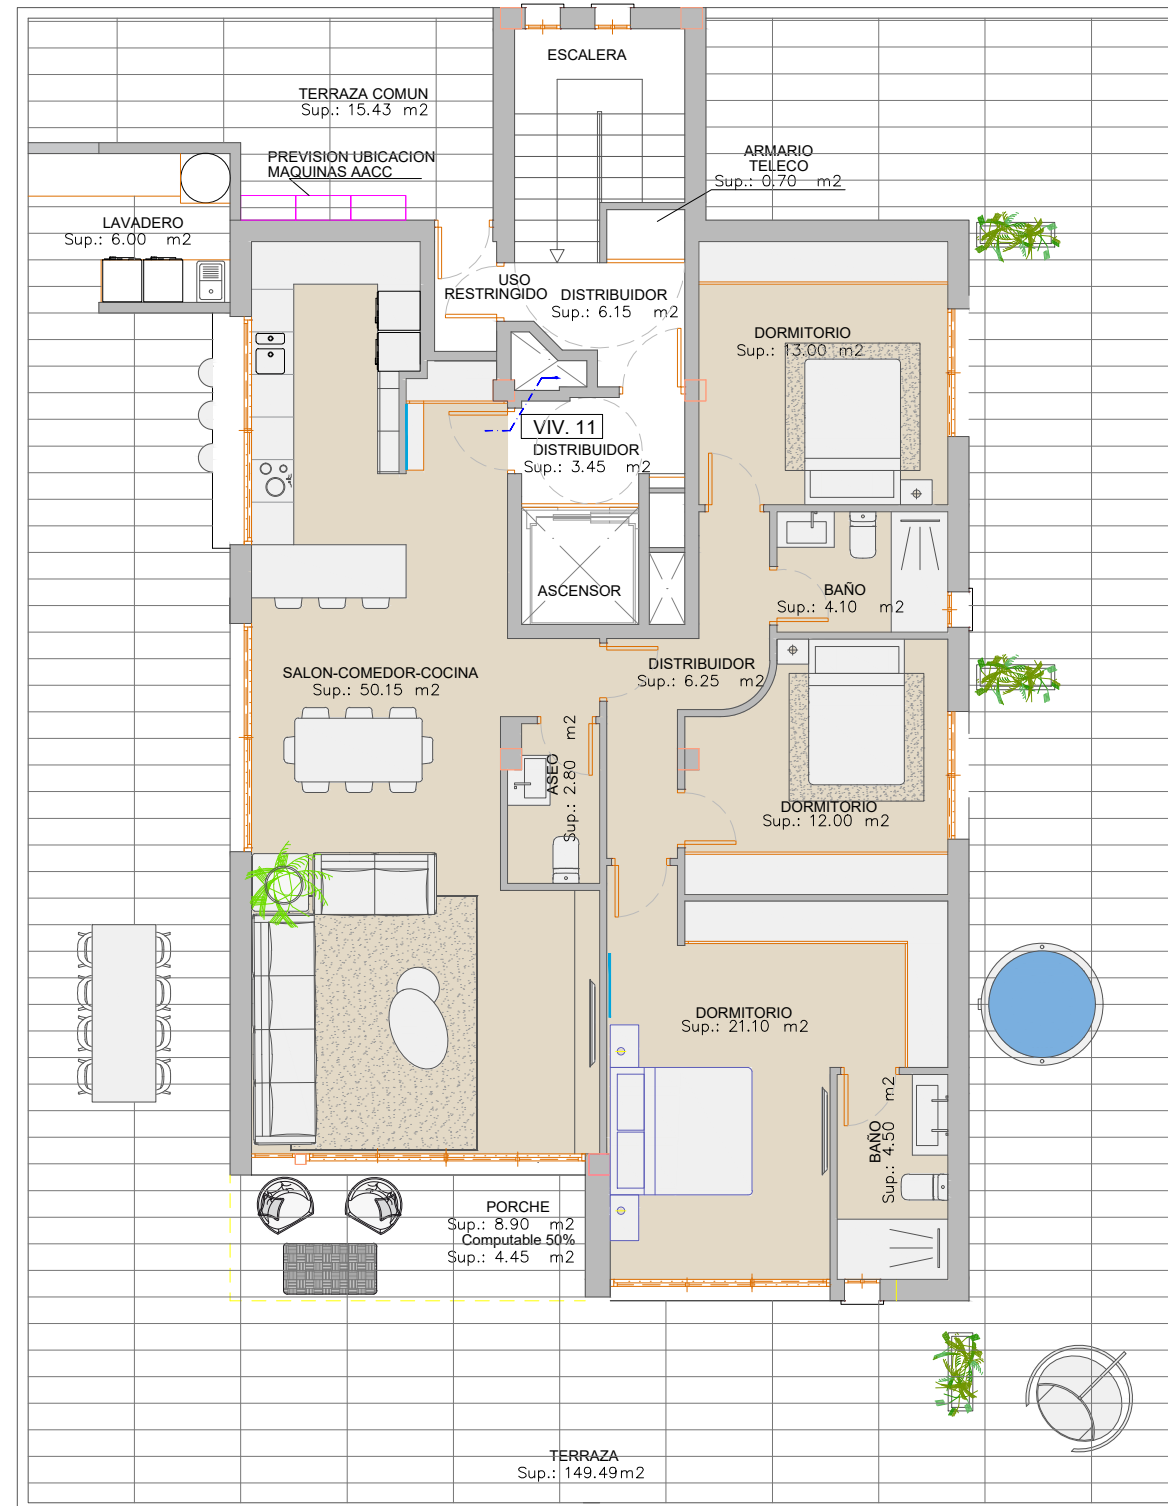 ESCALERA
TERRAZA COMUN
Sup.: 15.43 m2
PREVISION UBICACION
MAQUINAS AACC
ARMARIO
TELECO
Sup.: 0.70 m2
LAVADERO
Sup.: 6.00 m2
USO
RESTRINGIDO
DISTRIBUIDOR
Sup.: 6.15 m2
DORMITORIO
Sup.: 13.00 m2
VIV. 11
DISTRIBUIDOR
Sup.: 3.45 m2
ASCENSOR
BAÑO
Sup.: 4.10 m2
SALON-COMEDOR-COCINA
Sup.: 50.15 m2
DISTRIBUIDOR
Sup.: 6.25 m2
ASEO
Sup.: 2.80 m2
DORMITORIO
Sup.: 12.00 m2
DORMITORIO
Sup.: 21.10 m2
BAÑO
Sup.: 4.50 m2
PORCHE
Sup.: 8.90 m2
Computable 50%
Sup.: 4.45 m2
TERRAZA
Sup.: 149.49m2